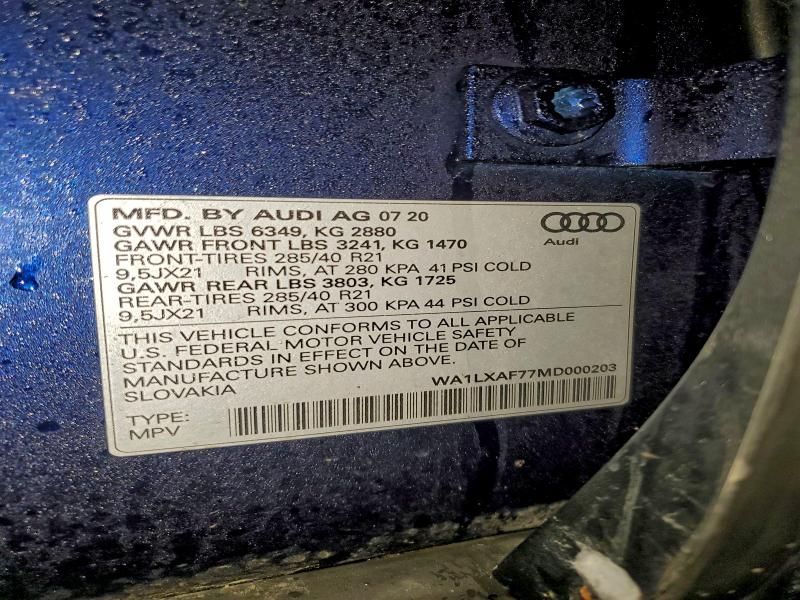 MFD. BY AUDI AG 07 20
GVWR LBS 6349, KG 2880
GAWR FRONT LBS 3241, KG 1470
FRONT-TIRES 285/40 R21
9,5JX21 RIMS, AT 280 KPA 41 PSI COLD
GAWR REAR LBS 3803, KG 1725
REAR-TIRES 285/40 R21
9,5JX21 RIMS, AT 300 KPA 44 PSI COLD
Audi
THIS VEHICLE CONFORMS TO ALL APPLICABLE
U.S. FEDERAL MOTOR VEHICLE SAFETY
STANDARDS IN EFFECT ON THE DATE OF
MANUFACTURE SHOWN ABOVE.
SLOVAKIA WA1LXAF77MD000203
TYPE:
MPV